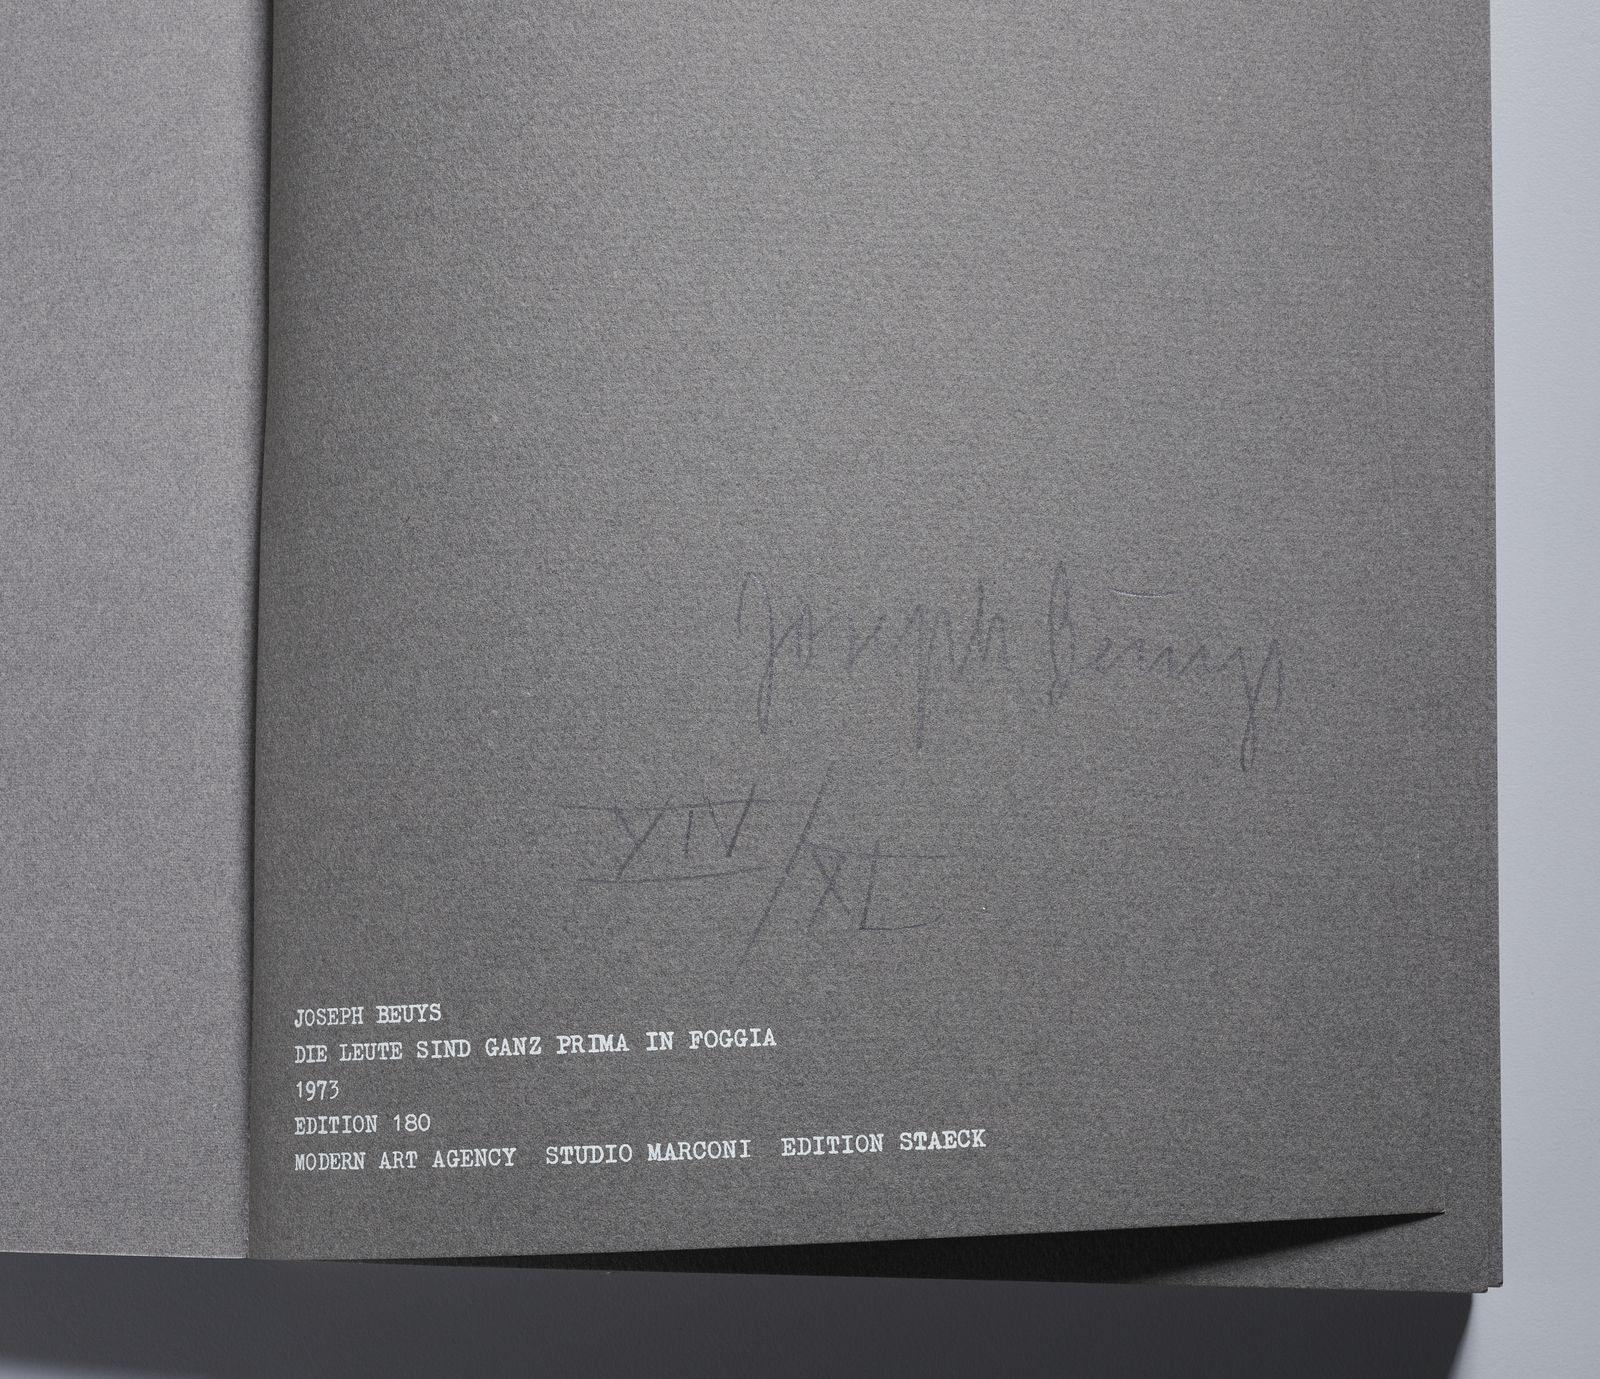 Joseph Beuys
XIV/XL
JOSEPH BEUYS
DIE LEUTE SIND GANZ PRIMA IN FOGGIA
1973
EDITION 180
MODERN ART AGENCY STUDIO MARCONI EDITION STAECK